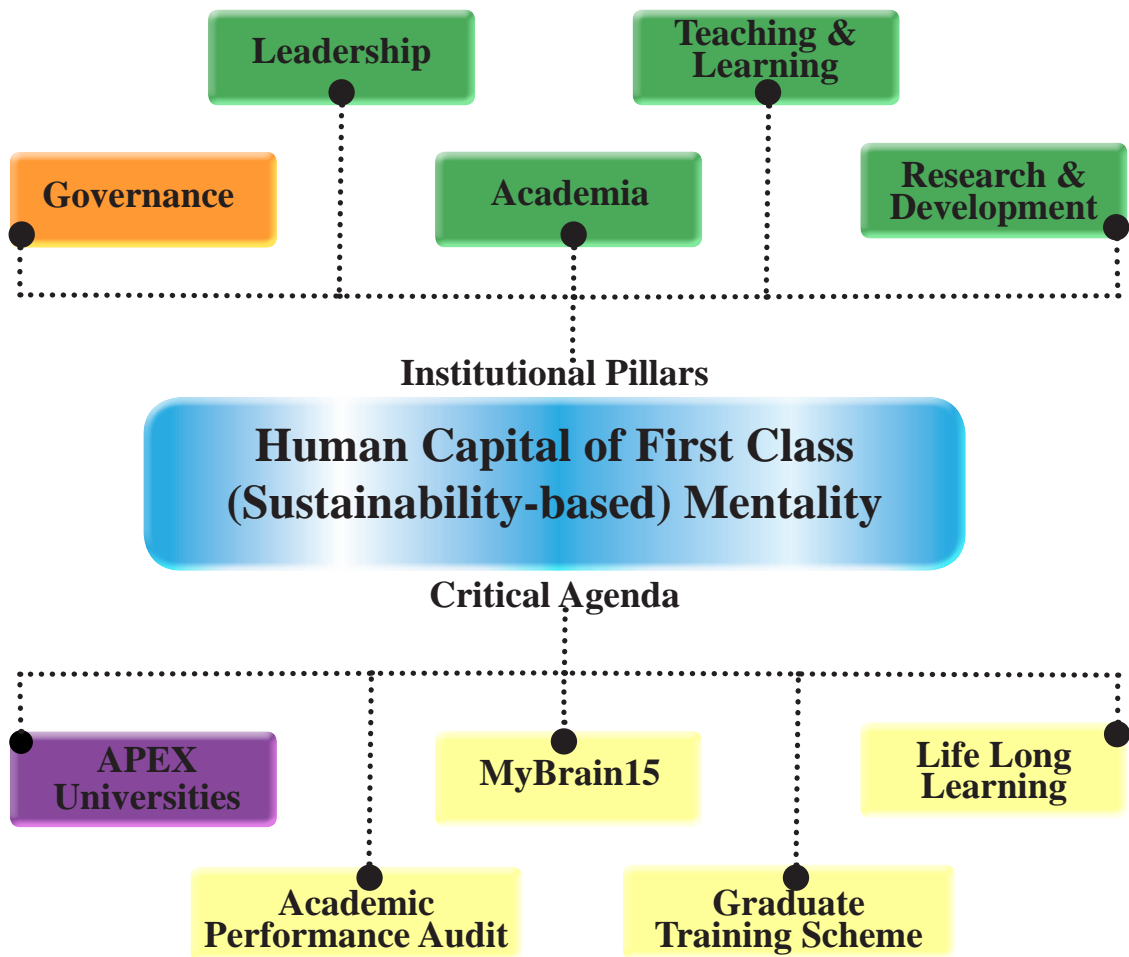 Leadership
Teaching &
Learning
Governance
Academia
Research &
Development
Institutional Pillars
Human Capital of First Class
(Sustainability-based) Mentality
Critical Agenda
APEX
Universities
MyBrain15
Life Long
Learning
Academic
Performance Audit
Graduate
Training Scheme